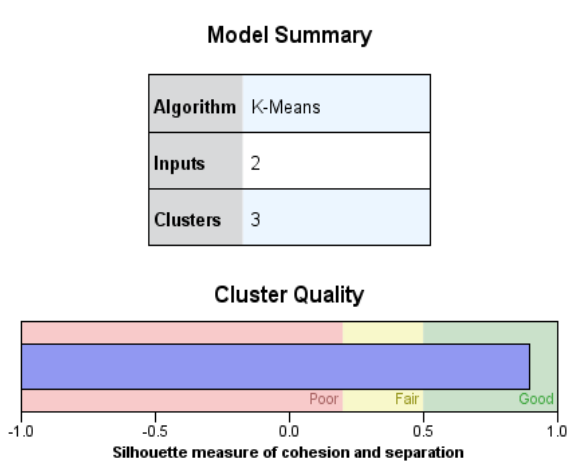 Model Summary
Algorithm K-Means
Inputs 2
Clusters 3
Cluster Quality
Poor Fair Good
-1.0 -0.5 0.0 0.5 1.0
Silhouette measure of cohesion and separation